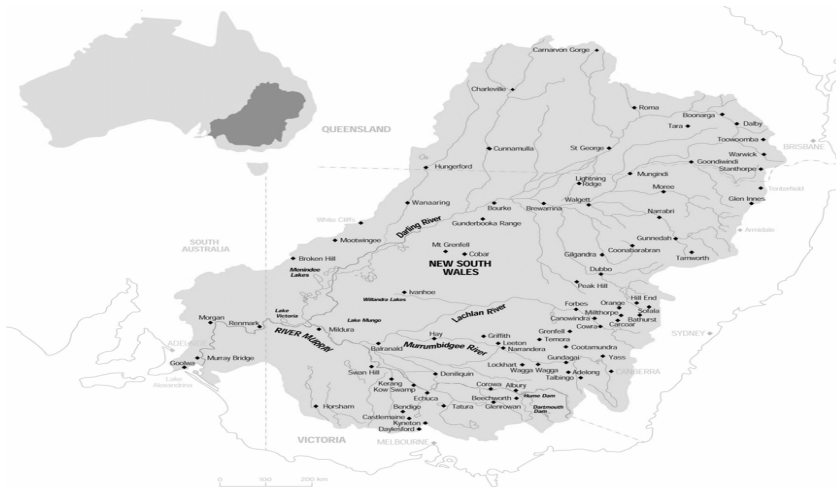 Carnarvon Gorge
Charleville
Roma
Boonarga
Dalby
Tara
QUEENSLAND
Toowoomba
BRISBANE
Cunnamulla
St George
Warwick
Goondiwindi
Stanthorpe
Hungerford
Mungindi
Lightning
Ridge
Moree
Tenterfield
Wanaaring
Bourke
Brewarrina
Walgett
Glen Innes
White Cliffs
Darling River
Gunderbooka Range
Narrabri
Armidale
Mootwingee
SOUTH
AUSTRALIA
Mt Grenfell
Cobar
Gunnedah
Coonabarabran
Gilgandra
Tamworth
Broken Hill
NEW SOUTH
WALES
Menindee
Lakes
Dubbo
Peak Hill
Ivanhoe
Willandra Lakes
Hill End
Forbes
Orange
Lake
Victoria
Lachlan River
Millthorpe
Sofala
Morgan
Lake Mungo
Canowindra
Bathurst
Renmark
Mildura
Cowra
Carcoar
RIVER MURRAY
Hay
Griffith
Grenfell
SYDNEY
ADELAIDE
Balranald
Murrumbidgee River
Leeton
Narrandera
Temora
Cootamundra
Murray Bridge
Goolwa
Lockhart
Gundagai
Yass
Swan Hill
Deniliquin
Wagga Wagga
Adelong
CANBERRA
Lake
Alexandrina
Kerang
Kow Swamp
Corowa
Albury
Talbingo
Echuca
Beechworth
Hume Dam
Horsham
Bendigo
Tatura
Glenrowan
Dartmouth
Dam
Castlemaine
Kyneton
Daylesford
VICTORIA
MELBOURNE
0 100 200 km